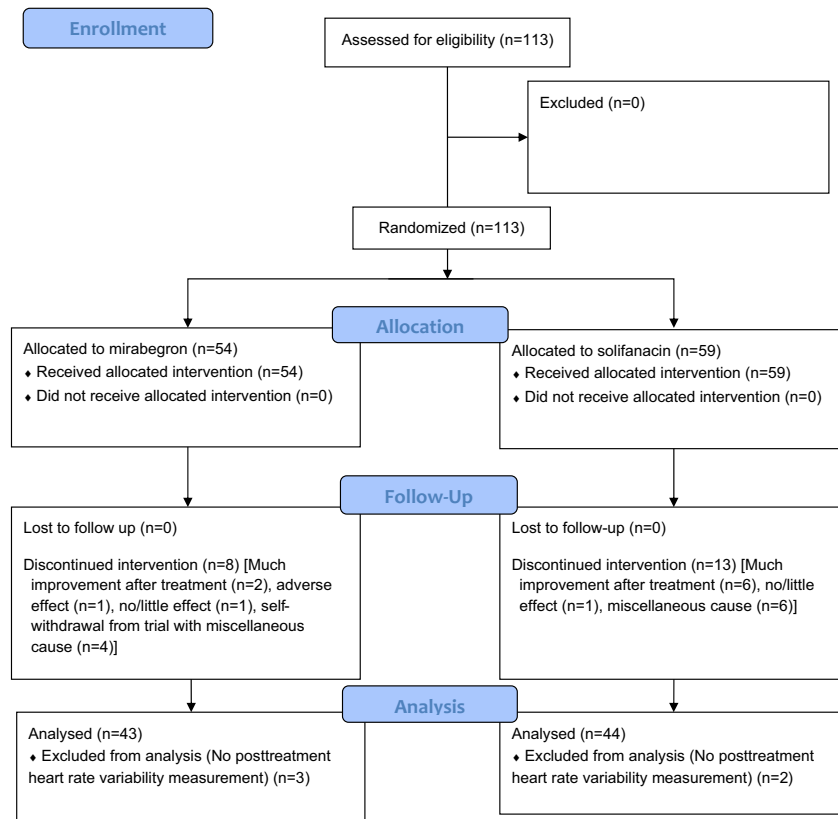 Enrollment
Assessed for eligibility (n=113)
Excluded (n=0)
Randomized (n=113)
Allocation
Allocated to mirabegron (n=54)
♦ Received allocated intervention (n=54)
♦ Did not receive allocated intervention (n=0)
Allocated to solifanacin (n=59)
♦ Received allocated intervention (n=59)
♦ Did not receive allocated intervention (n=0)
Follow-Up
Lost to follow up (n=0)
Discontinued intervention (n=8) [Much
improvement after treatment (n=2), adverse
effect (n=1), no/little effect (n=1), self-
withdrawal from trial with miscellaneous
cause (n=4)]
Lost to follow-up (n=0)
Discontinued intervention (n=13) [Much
improvement after treatment (n=6), no/little
effect (n=1), miscellaneous cause (n=6)]
Analysis
Analysed (n=43)
♦ Excluded from analysis (No posttreatment
heart rate variability measurement) (n=3)
Analysed (n=44)
♦ Excluded from analysis (No posttreatment
heart rate variability measurement) (n=2)